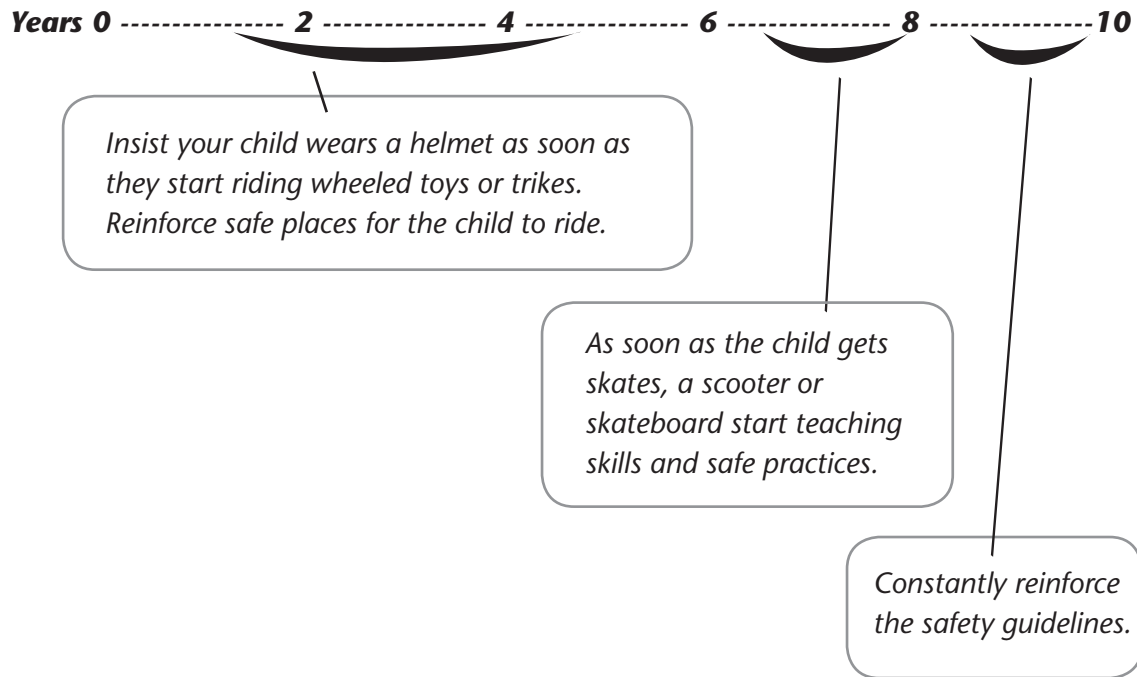 Years 0 --------------- 2 --------------- 4 --------------- 6 --------------- 8 --------------- 10
Insist your child wears a helmet as soon as
they start riding wheeled toys or trikes.
Reinforce safe places for the child to ride.
As soon as the child gets
skates, a scooter or
skateboard start teaching
skills and safe practices.
Constantly reinforce
the safety guidelines.